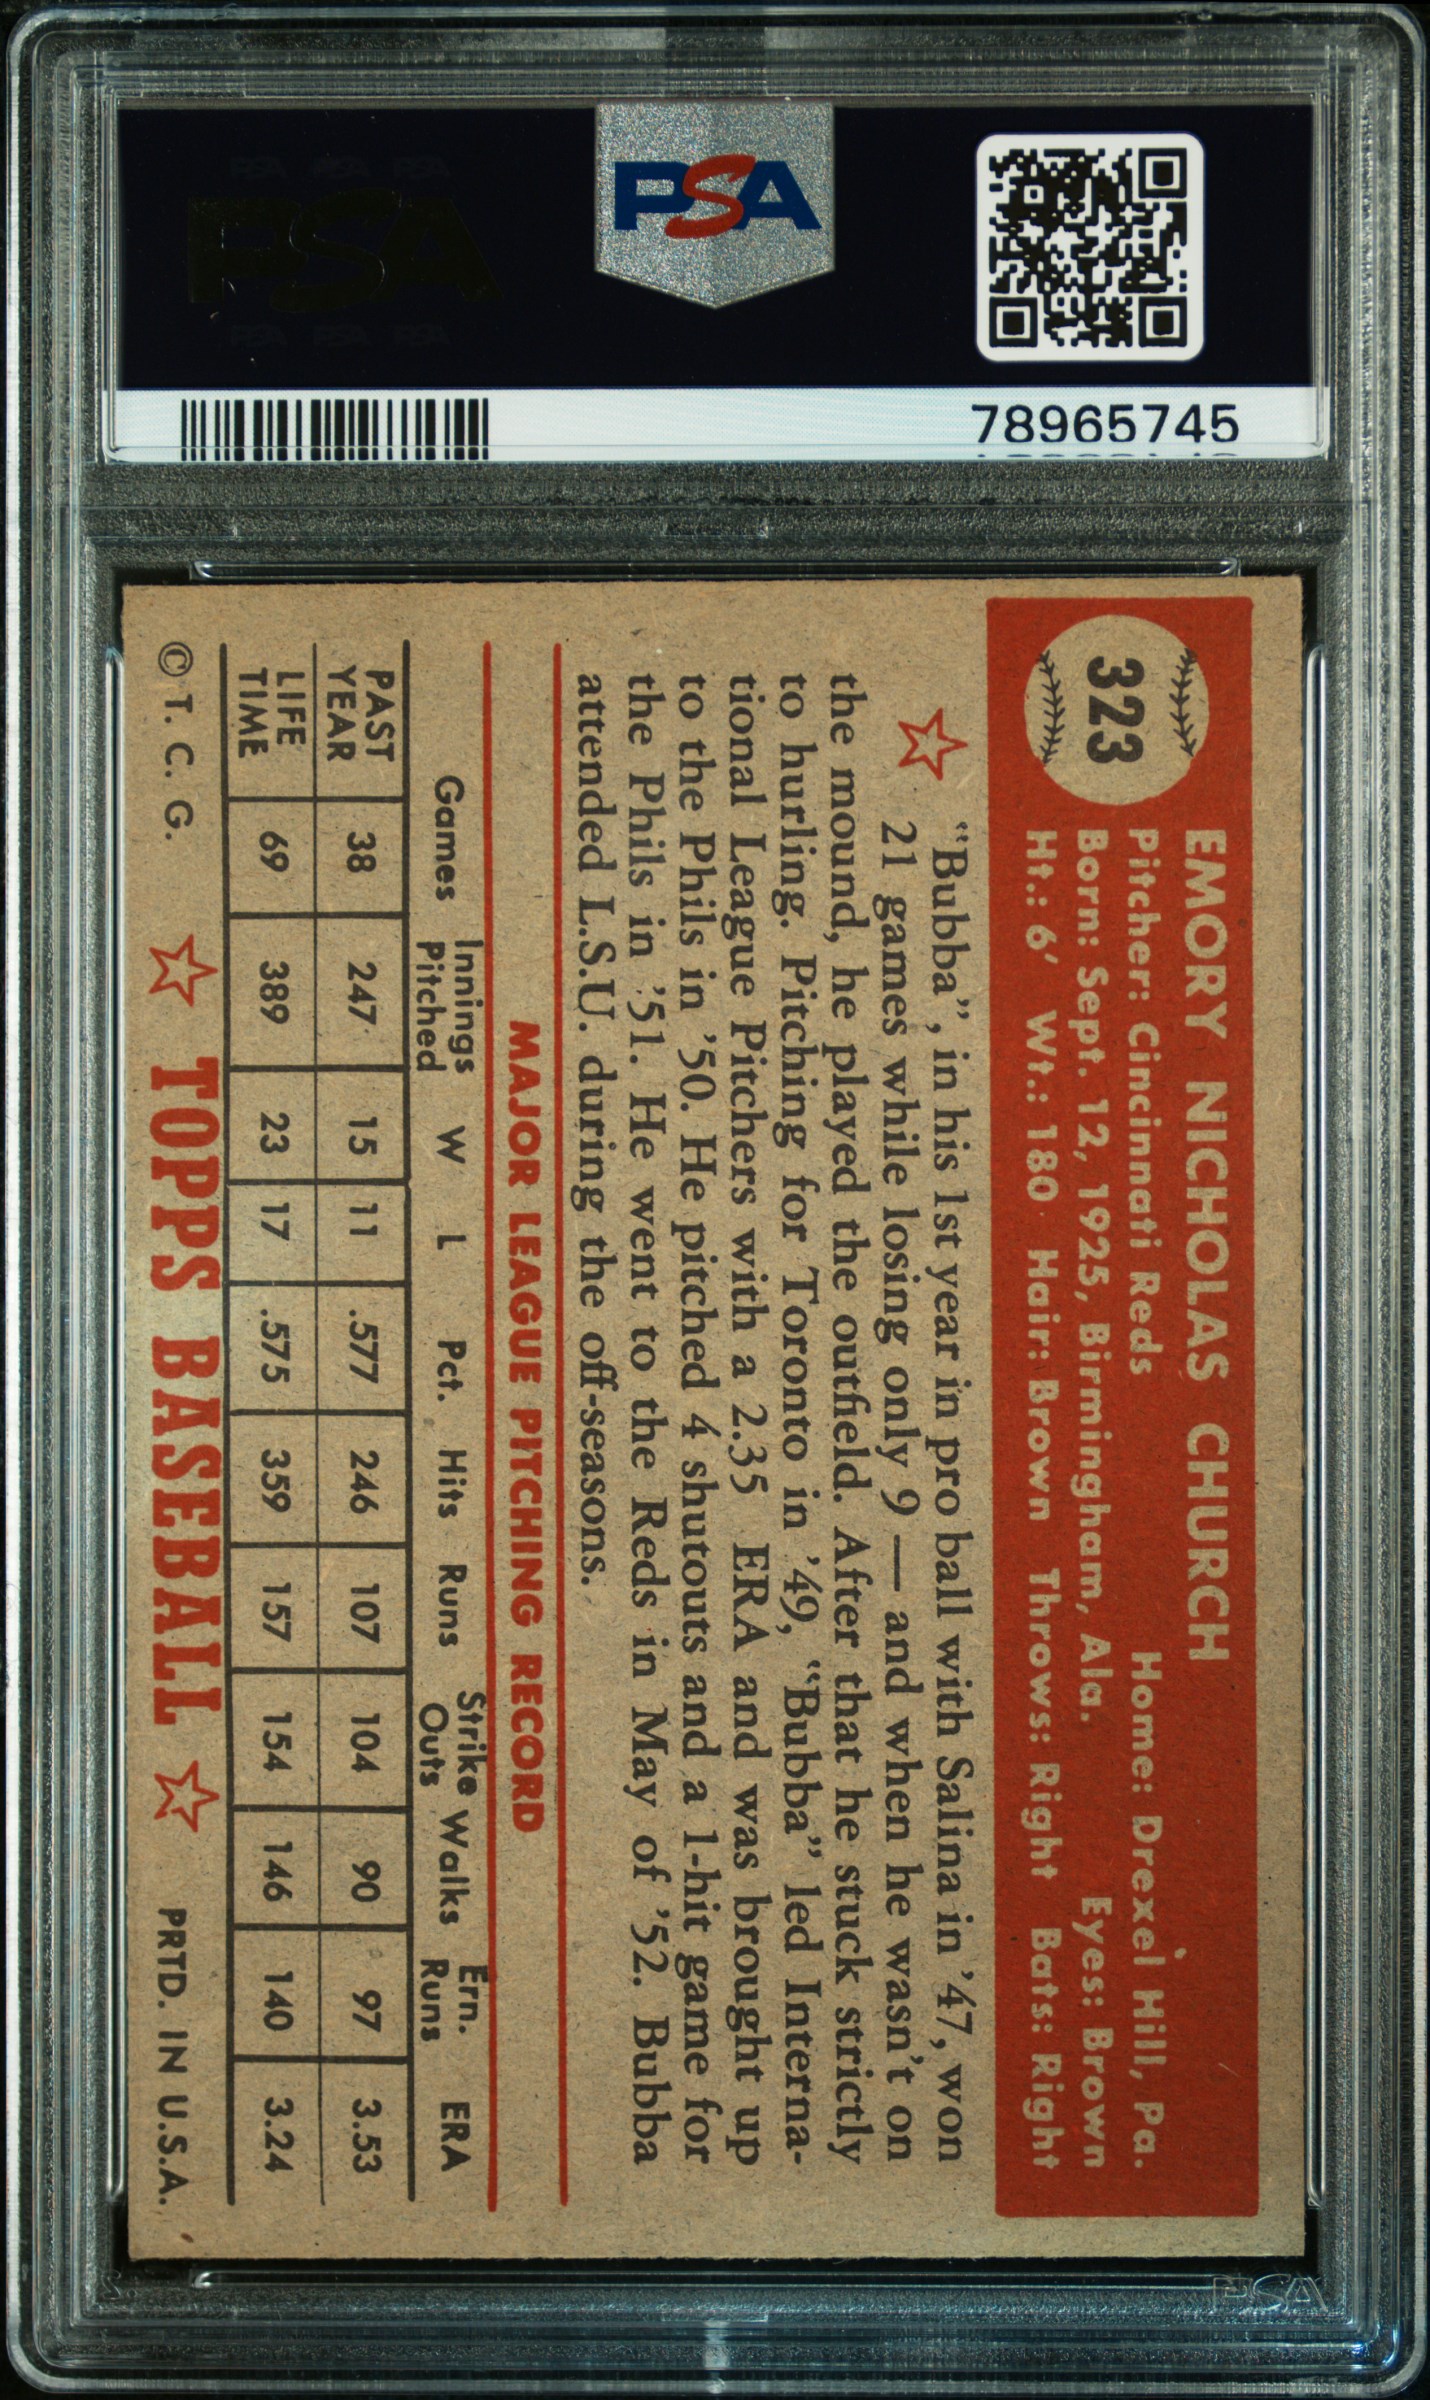 PSA PSA PSA
PSA
PSA PSA PSA
PSA
78965745
323
EMORY NICHOLAS CHURCH
Pitcher: Cincinnati Reds Home: Drexel Hill, Pa.
Born: Sept. 12, 1925, Birmingham, Ala. Eyes: Brown
Ht.: 6' Wt.: 180 Hair: Brown Throws: Right Bats: Right
"Bubba", in his 1st year in pro ball with Salina in '47, won
21 games while losing only 9 — and when he wasn't on
the mound, he played the outfield. After that he stuck strictly
to hurling. Pitching for Toronto in '49, "Bubba" led Interna-
tional League Pitchers with a 2.35 ERA and was brought up
to the Phils in '50. He pitched 4 shutouts and a 1-hit game for
the Phils in '51. He went to the Reds in May of '52. Bubba
attended L.S.U. during the off-seasons.
MAJOR LEAGUE PITCHING RECORD
Games Innings Pitched W L Pct. Hits Runs Strike Outs Walks Ern. Runs ERA
PAST YEAR 38 247 15 11 .577 246 107 104 90 97 3.53
LIFE TIME 69 389 23 17 .575 359 157 154 146 140 3.24
© T. C. G. TOPPS BASEBALL PRTD. IN U.S.A.
PSA